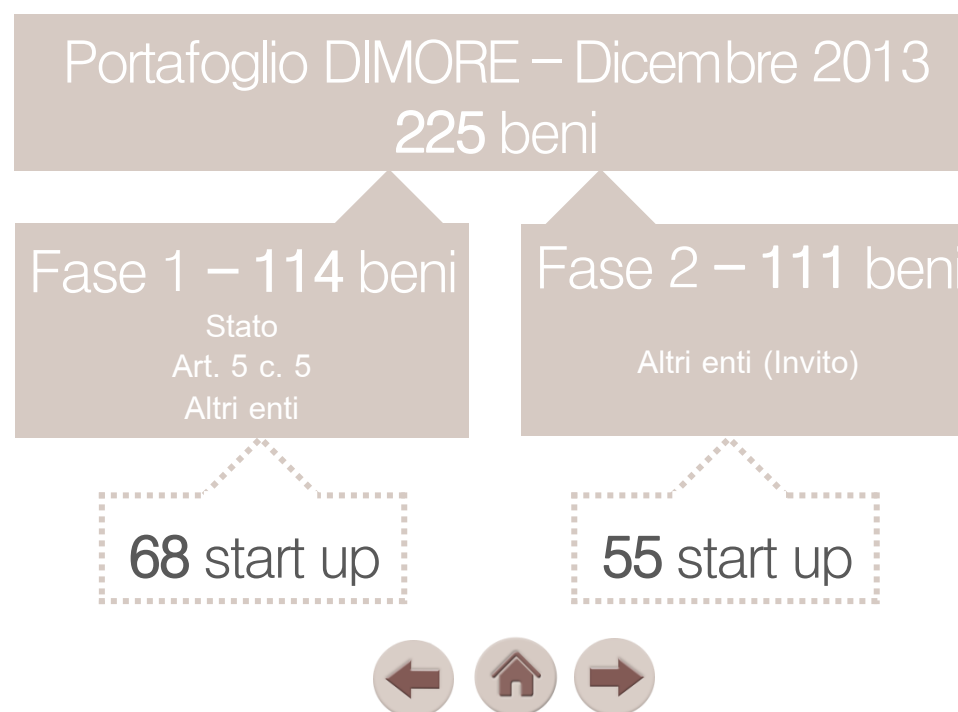 Portafoglio DIMORE – Dicembre 2013
225 beni
Fase 1 – 114 beni
Stato
Art. 5 c. 5
Altri enti
68 start up
Fase 2 – 111 beni
Altri enti (Invito)
55 start up